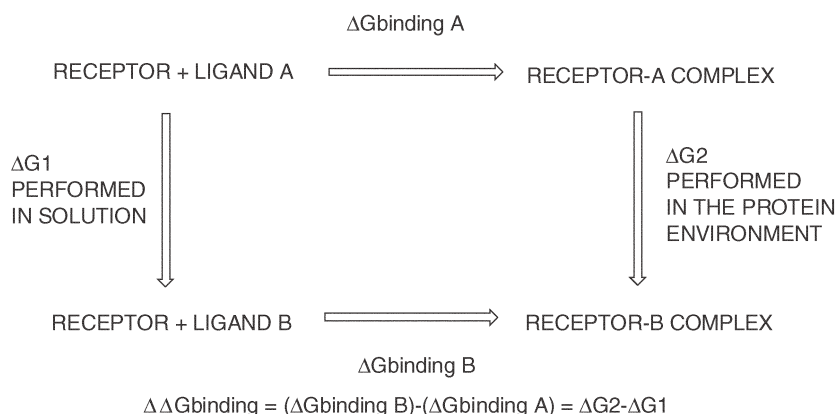 ΔGbinding A
RECEPTOR + LIGAND A
RECEPTOR-A COMPLEX
ΔG1
PERFORMED
IN SOLUTION
ΔG2
PERFORMED
IN THE PROTEIN
ENVIRONMENT
RECEPTOR + LIGAND B
RECEPTOR-B COMPLEX
ΔGbinding B
Δ ΔGbinding = (ΔGbinding B)-(ΔGbinding A) = ΔG2-ΔG1